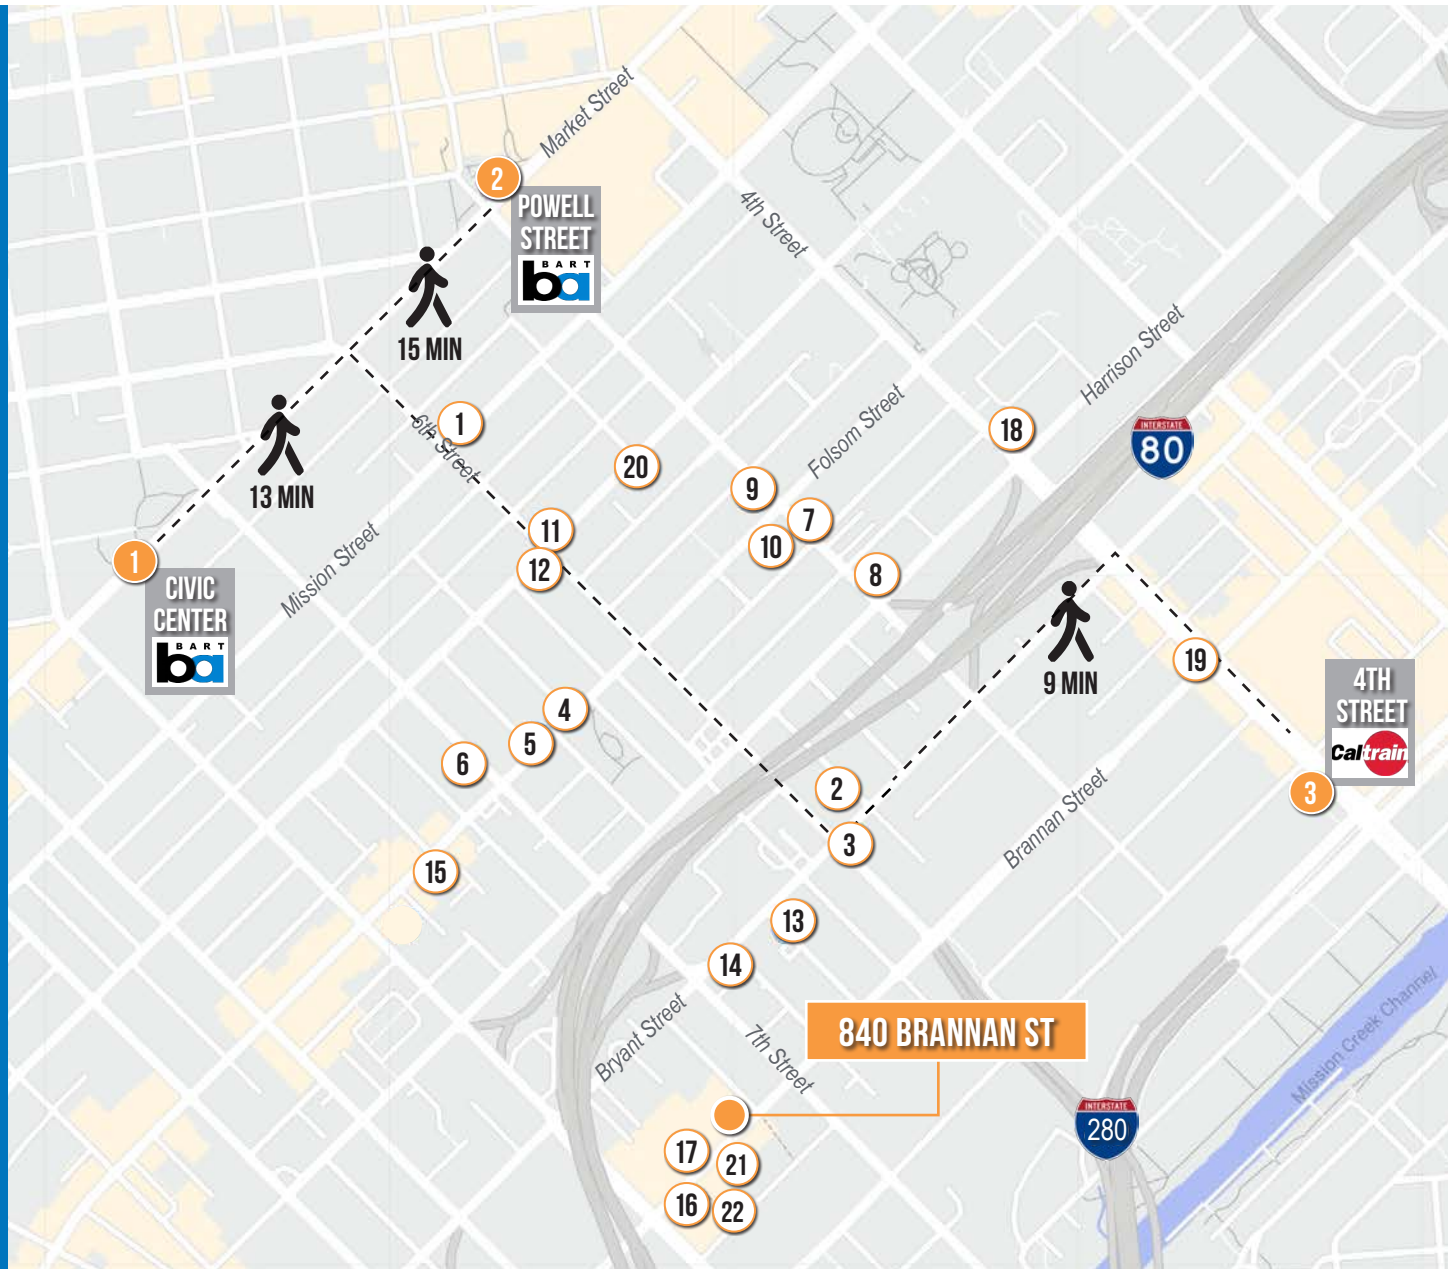 Market Street
2
POWELL
STREET
BART
ba
4th Street
15 MIN
Harrison Street
1
6th Street
Folsom Street
18
INTERSTATE
80
13 MIN
20
9
7
10
11
12
8
1
CIVIC
CENTER
BART
ba
Mission Street
9 MIN
19
4TH
STREET
Caltrain
3
4
5
6
2
3
Brannan Street
15
13
14
Bryant Street
7th Street
840 BRANNAN ST
Mission Creek Channel
INTERSTATE
280
17
21
16
22